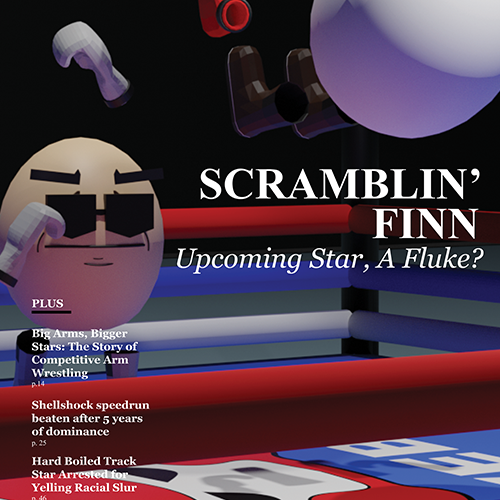 SCRAMBLIN'
FINN
Upcoming Star, A Fluke?
PLUS
Big Arms, Bigger
Stars: The Story of
Competitive Arm
Wrestling
p.14
Shellshock speedrun
beaten after 5 years
of dominance
p. 25
Hard Boiled Track
Star Arrested for
Yelling Racial Slur
p. 46